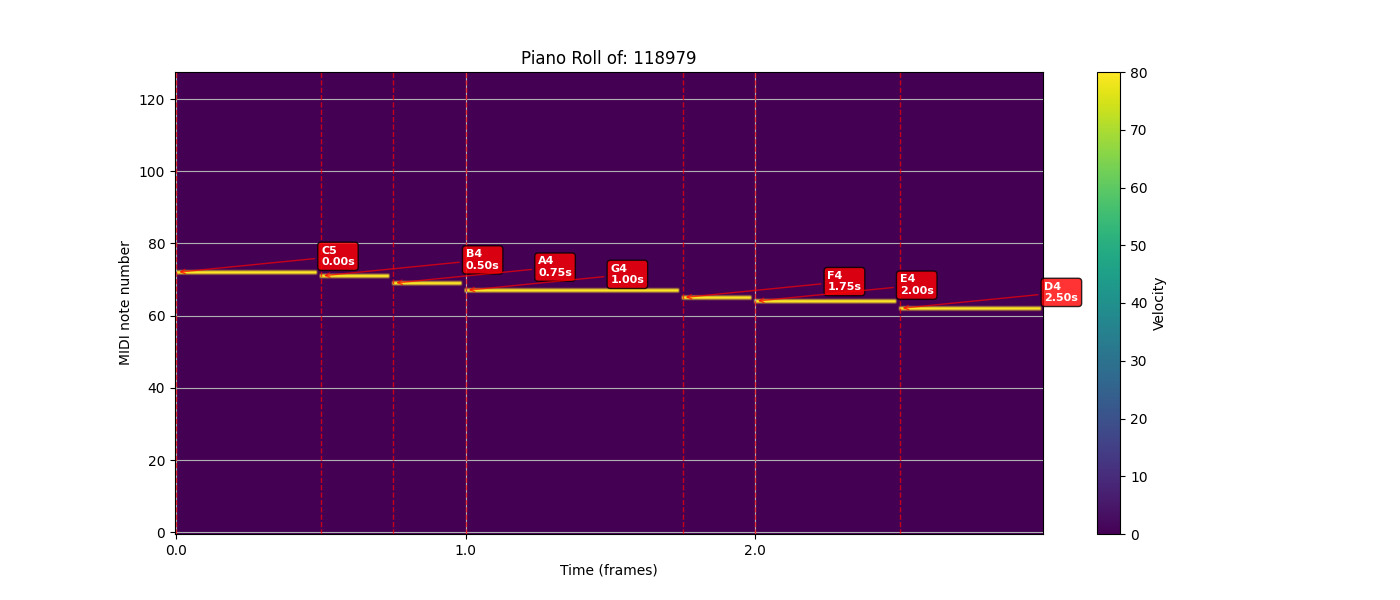 Piano Roll of: 118979
MIDI note number
120
100
80
60
40
20
0
C5
0.00s
B4
0.50s
A4
0.75s
G4
1.00s
F4
1.75s
E4
2.00s
D4
2.50s
0.0
1.0
2.0
Time (frames)
80
70
60
50
40
30
20
10
0
Velocity